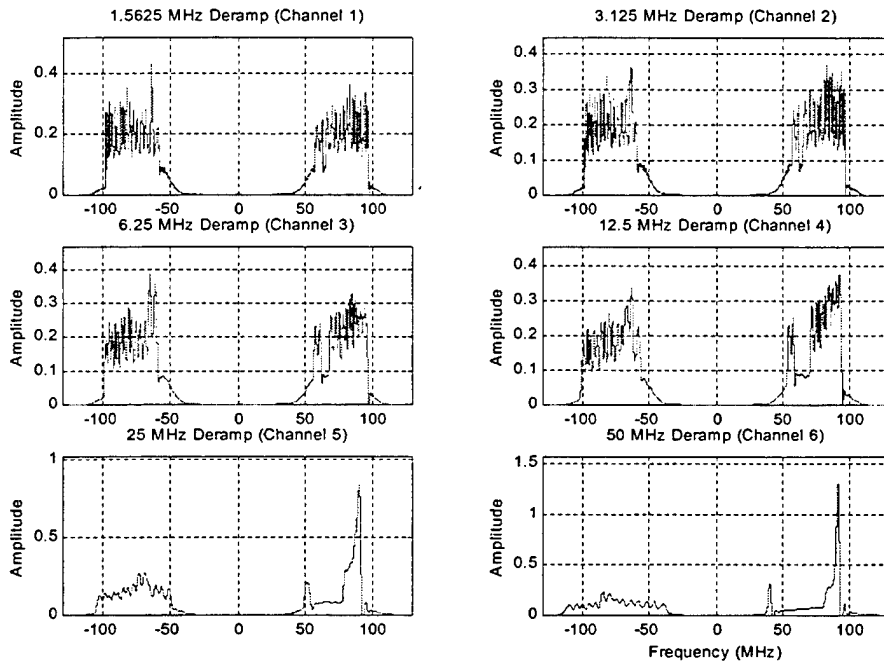 1.5625 MHz Deramp (Channel 1)
Amplitude
0.4
0.2
0
-100 -50 0 50 100
3.125 MHz Deramp (Channel 2)
Amplitude
0.4
0.3
0.2
0.1
0
-100 -50 0 50 100
6.25 MHz Deramp (Channel 3)
Amplitude
0.4
0.3
0.2
0.1
0
-100 -50 0 50 100
12.5 MHz Deramp (Channel 4)
Amplitude
0.4
0.3
0.2
0.1
0
-100 -50 0 50 100
25 MHz Deramp (Channel 5)
Amplitude
1
0.5
0
-100 -50 0 50 100
50 MHz Deramp (Channel 6)
Amplitude
1.5
1
0.5
0
-100 -50 0 50 100
Frequency (MHz)